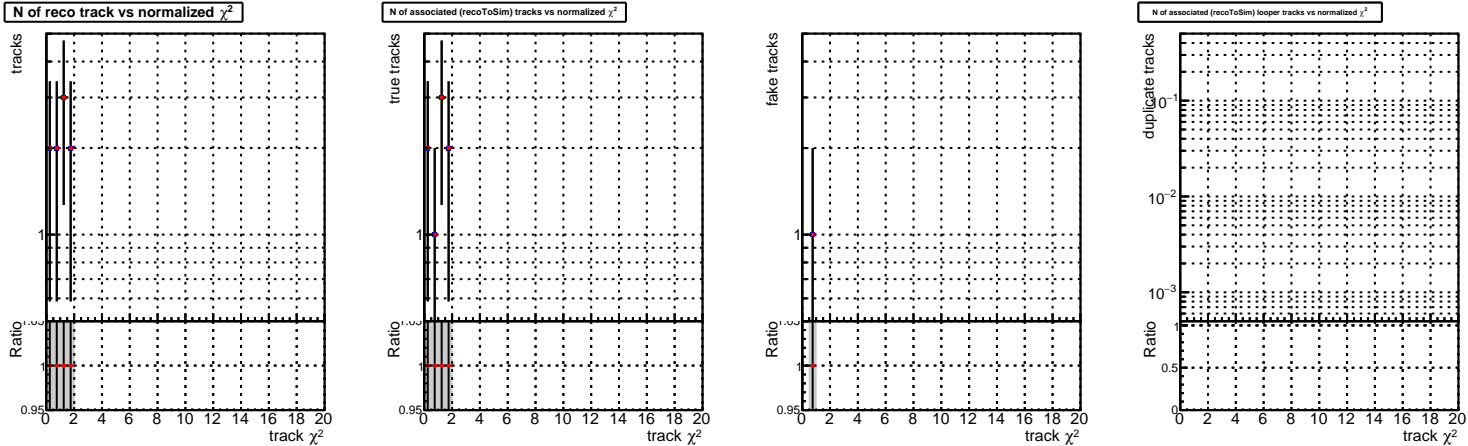 N of reco track vs normalized χ²
tracks
1
Ratio
1
0.95
0 2 4 6 8 10 12 14 16 18 20
track χ²
N of associated (recoToSim) tracks vs normalized χ²
true tracks
1
Ratio
1
0.95
0 2 4 6 8 10 12 14 16 18 20
track χ²
fake tracks
1
Ratio
1
0.95
0 2 4 6 8 10 12 14 16 18 20
track χ²
N of associated (recoToSim) looper tracks vs normalized χ²
duplicate tracks
10⁻¹
10⁻²
10⁻³
Ratio
1
0.5
0
0 2 4 6 8 10 12 14 16 18 20
track χ²